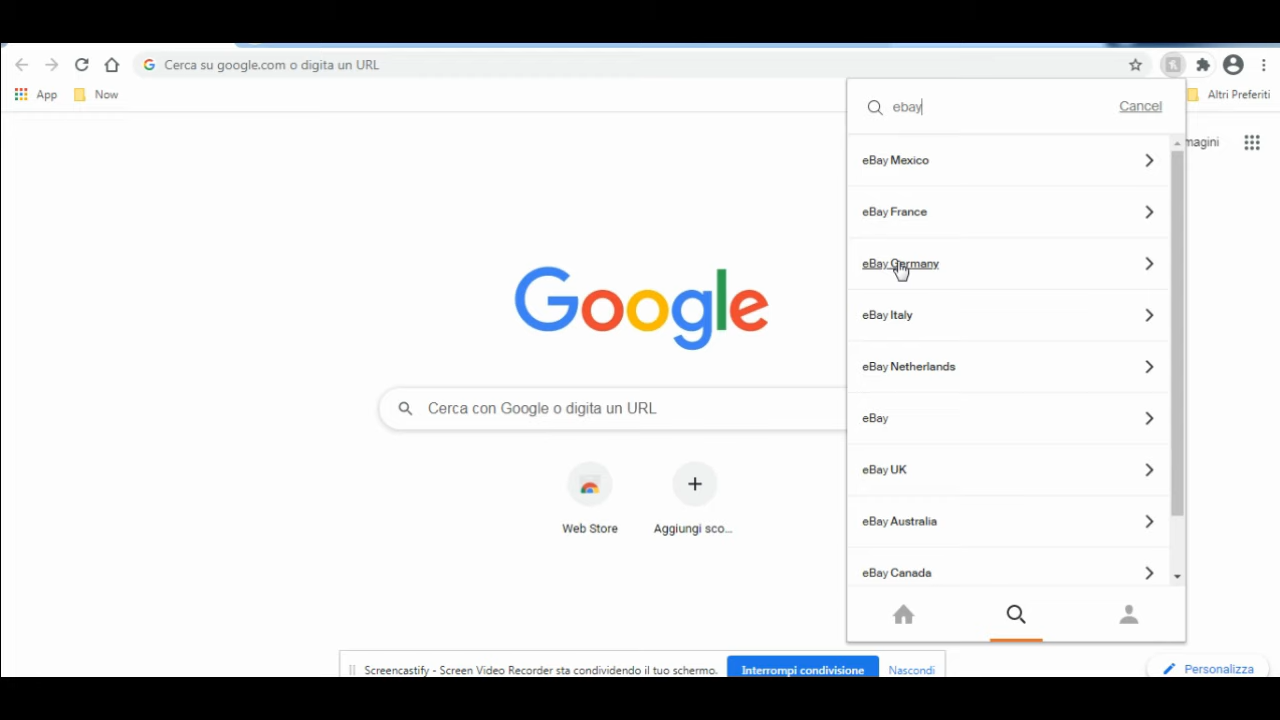 Cerca su google.com o digita un URL
App
Now
Altri Preferiti
ebay
Cancel
magini
eBay Mexico
eBay France
eBay Germany
eBay Italy
eBay Netherlands
eBay
eBay UK
eBay Australia
eBay Canada
Google
Cerca con Google o digita un URL
Web Store
Aggiungi sco...
Screencastify - Screen Video Recorder sta condividendo il tuo schermo.
Interrompi condivisione
Nascondi
Personalizza